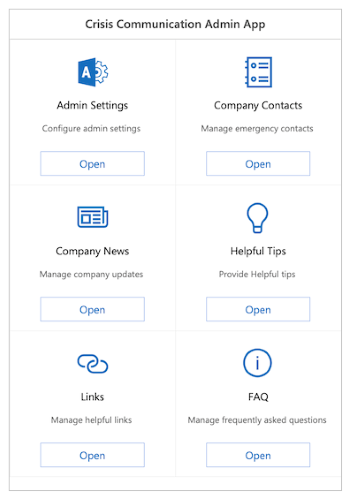 Crisis Communication Admin App
Admin Settings
Configure admin settings
Open
Company Contacts
Manage emergency contacts
Open
Company News
Manage company updates
Open
Helpful Tips
Provide Helpful tips
Open
Links
Manage helpful links
Open
FAQ
Manage frequently asked questions
Open